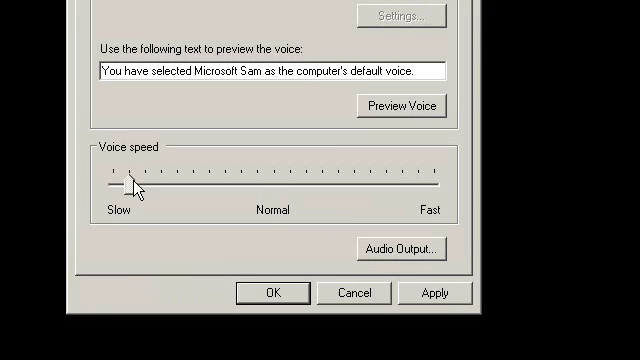 Settings...
Use the following text to preview the voice:
You have selected Microsoft Sam as the computer's default voice.
Preview Voice
Voice speed
Slow Normal Fast
Audio Output...
OK Cancel Apply